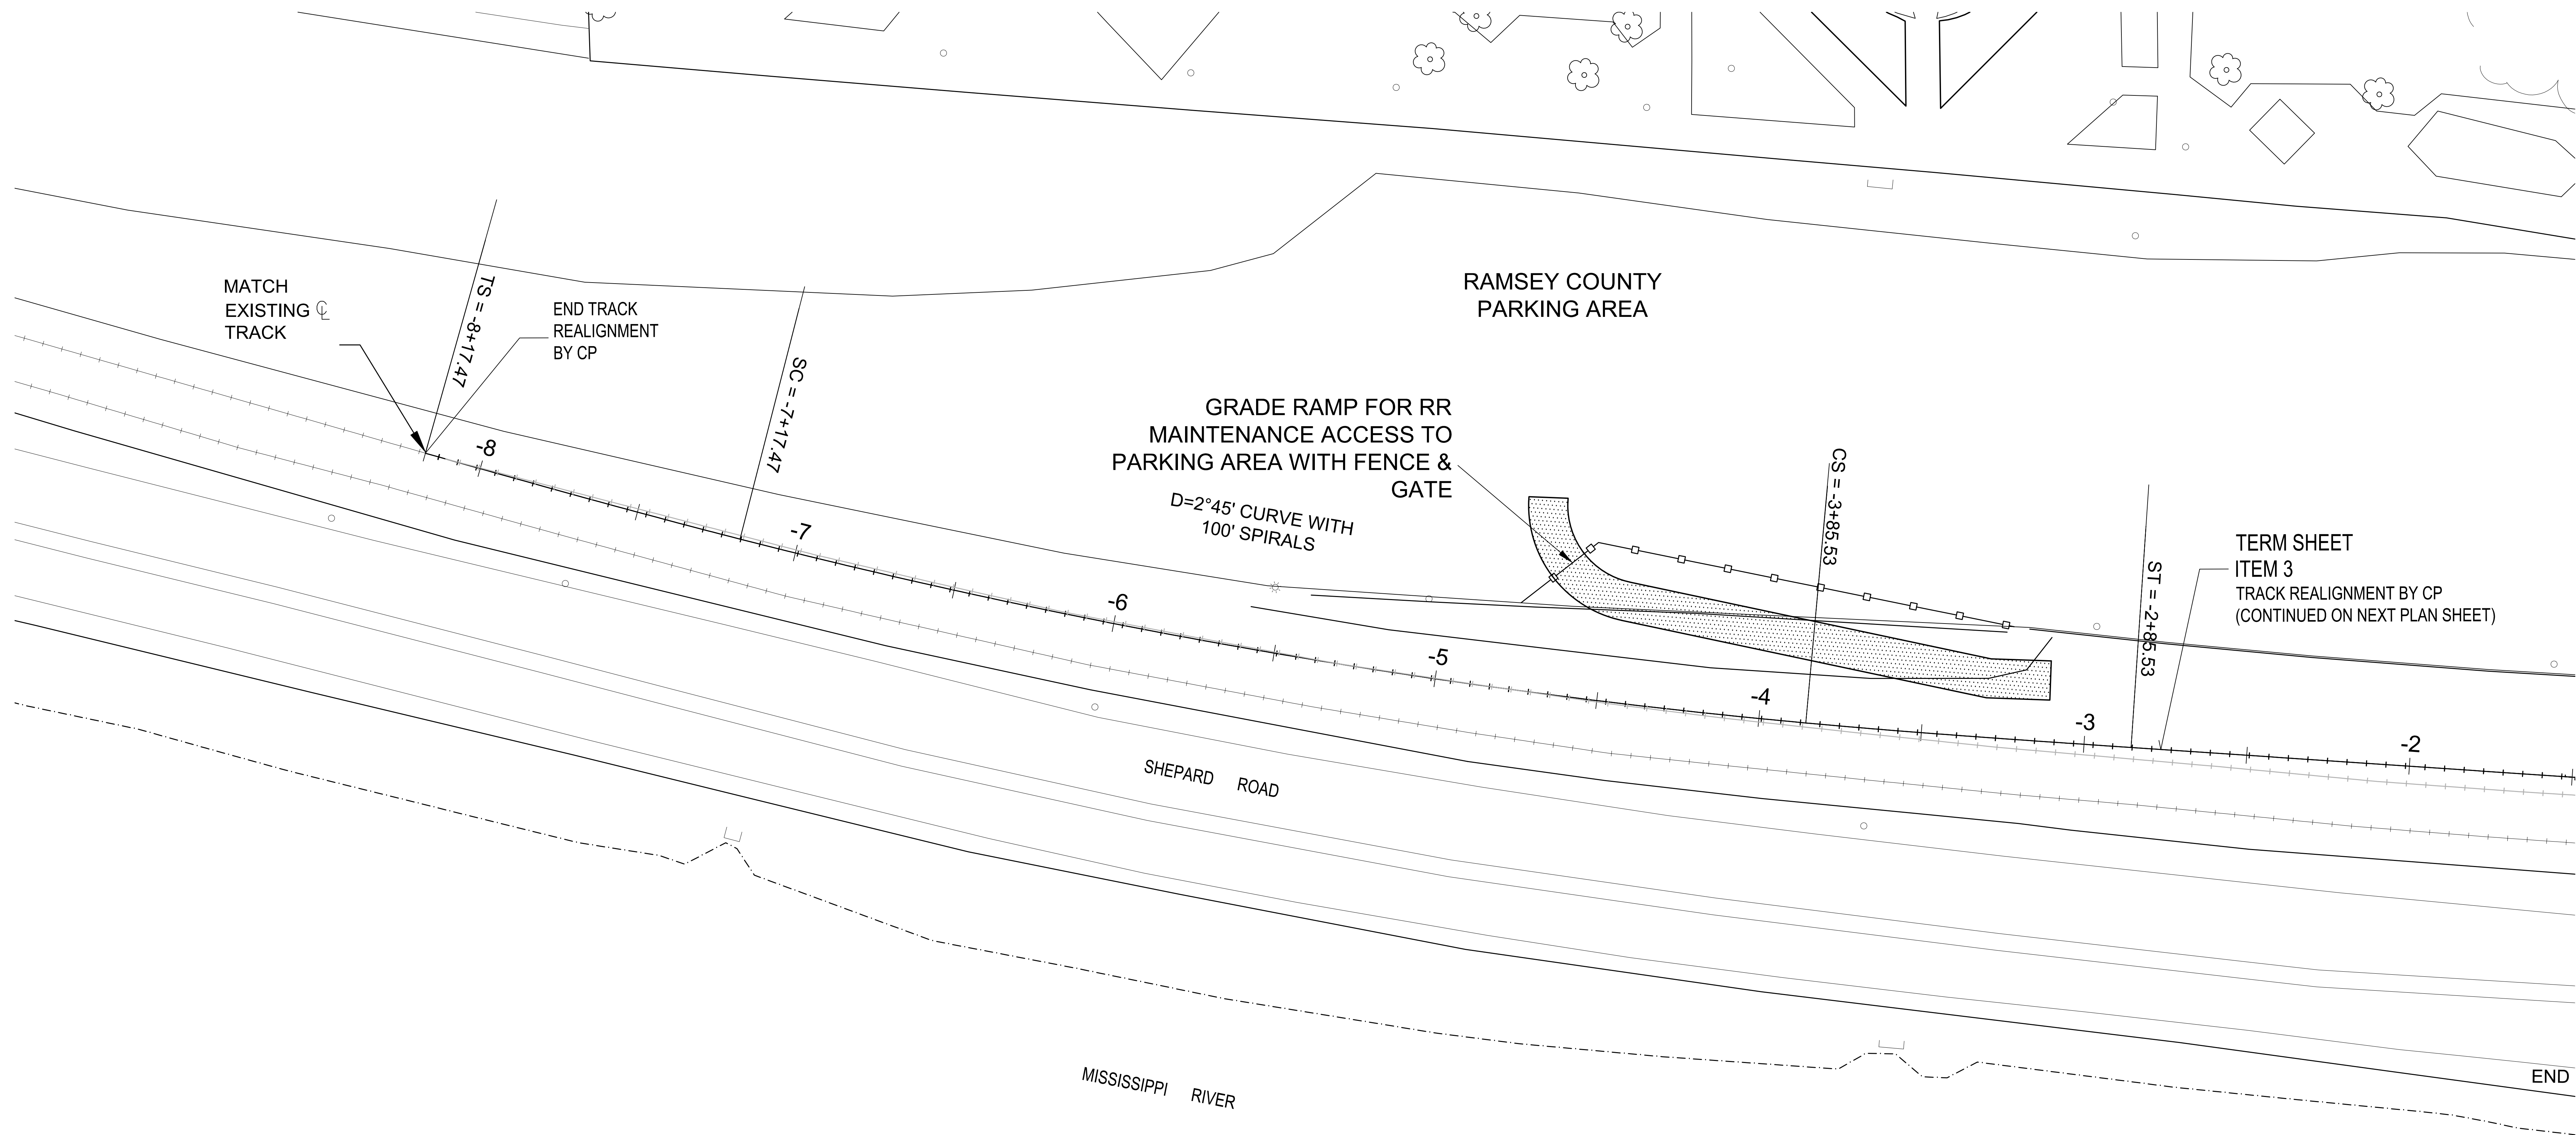 RAMSEY COUNTY
PARKING AREA
MATCH
EXISTING ℄
TRACK
TS = -8+17.47
END TRACK
REALIGNMENT
BY CP
SC = -7+17.47
GRADE RAMP FOR RR
MAINTENANCE ACCESS TO
PARKING AREA WITH FENCE &
GATE
D=2°45' CURVE WITH
100' SPIRALS
CS = -3+85.53
ST = -2+85.53
TERM SHEET
ITEM 3
TRACK REALIGNMENT BY CP
(CONTINUED ON NEXT PLAN SHEET)
-8
-7
-6
-5
-4
-3
-2
SHEPARD ROAD
MISSISSIPPI RIVER
END